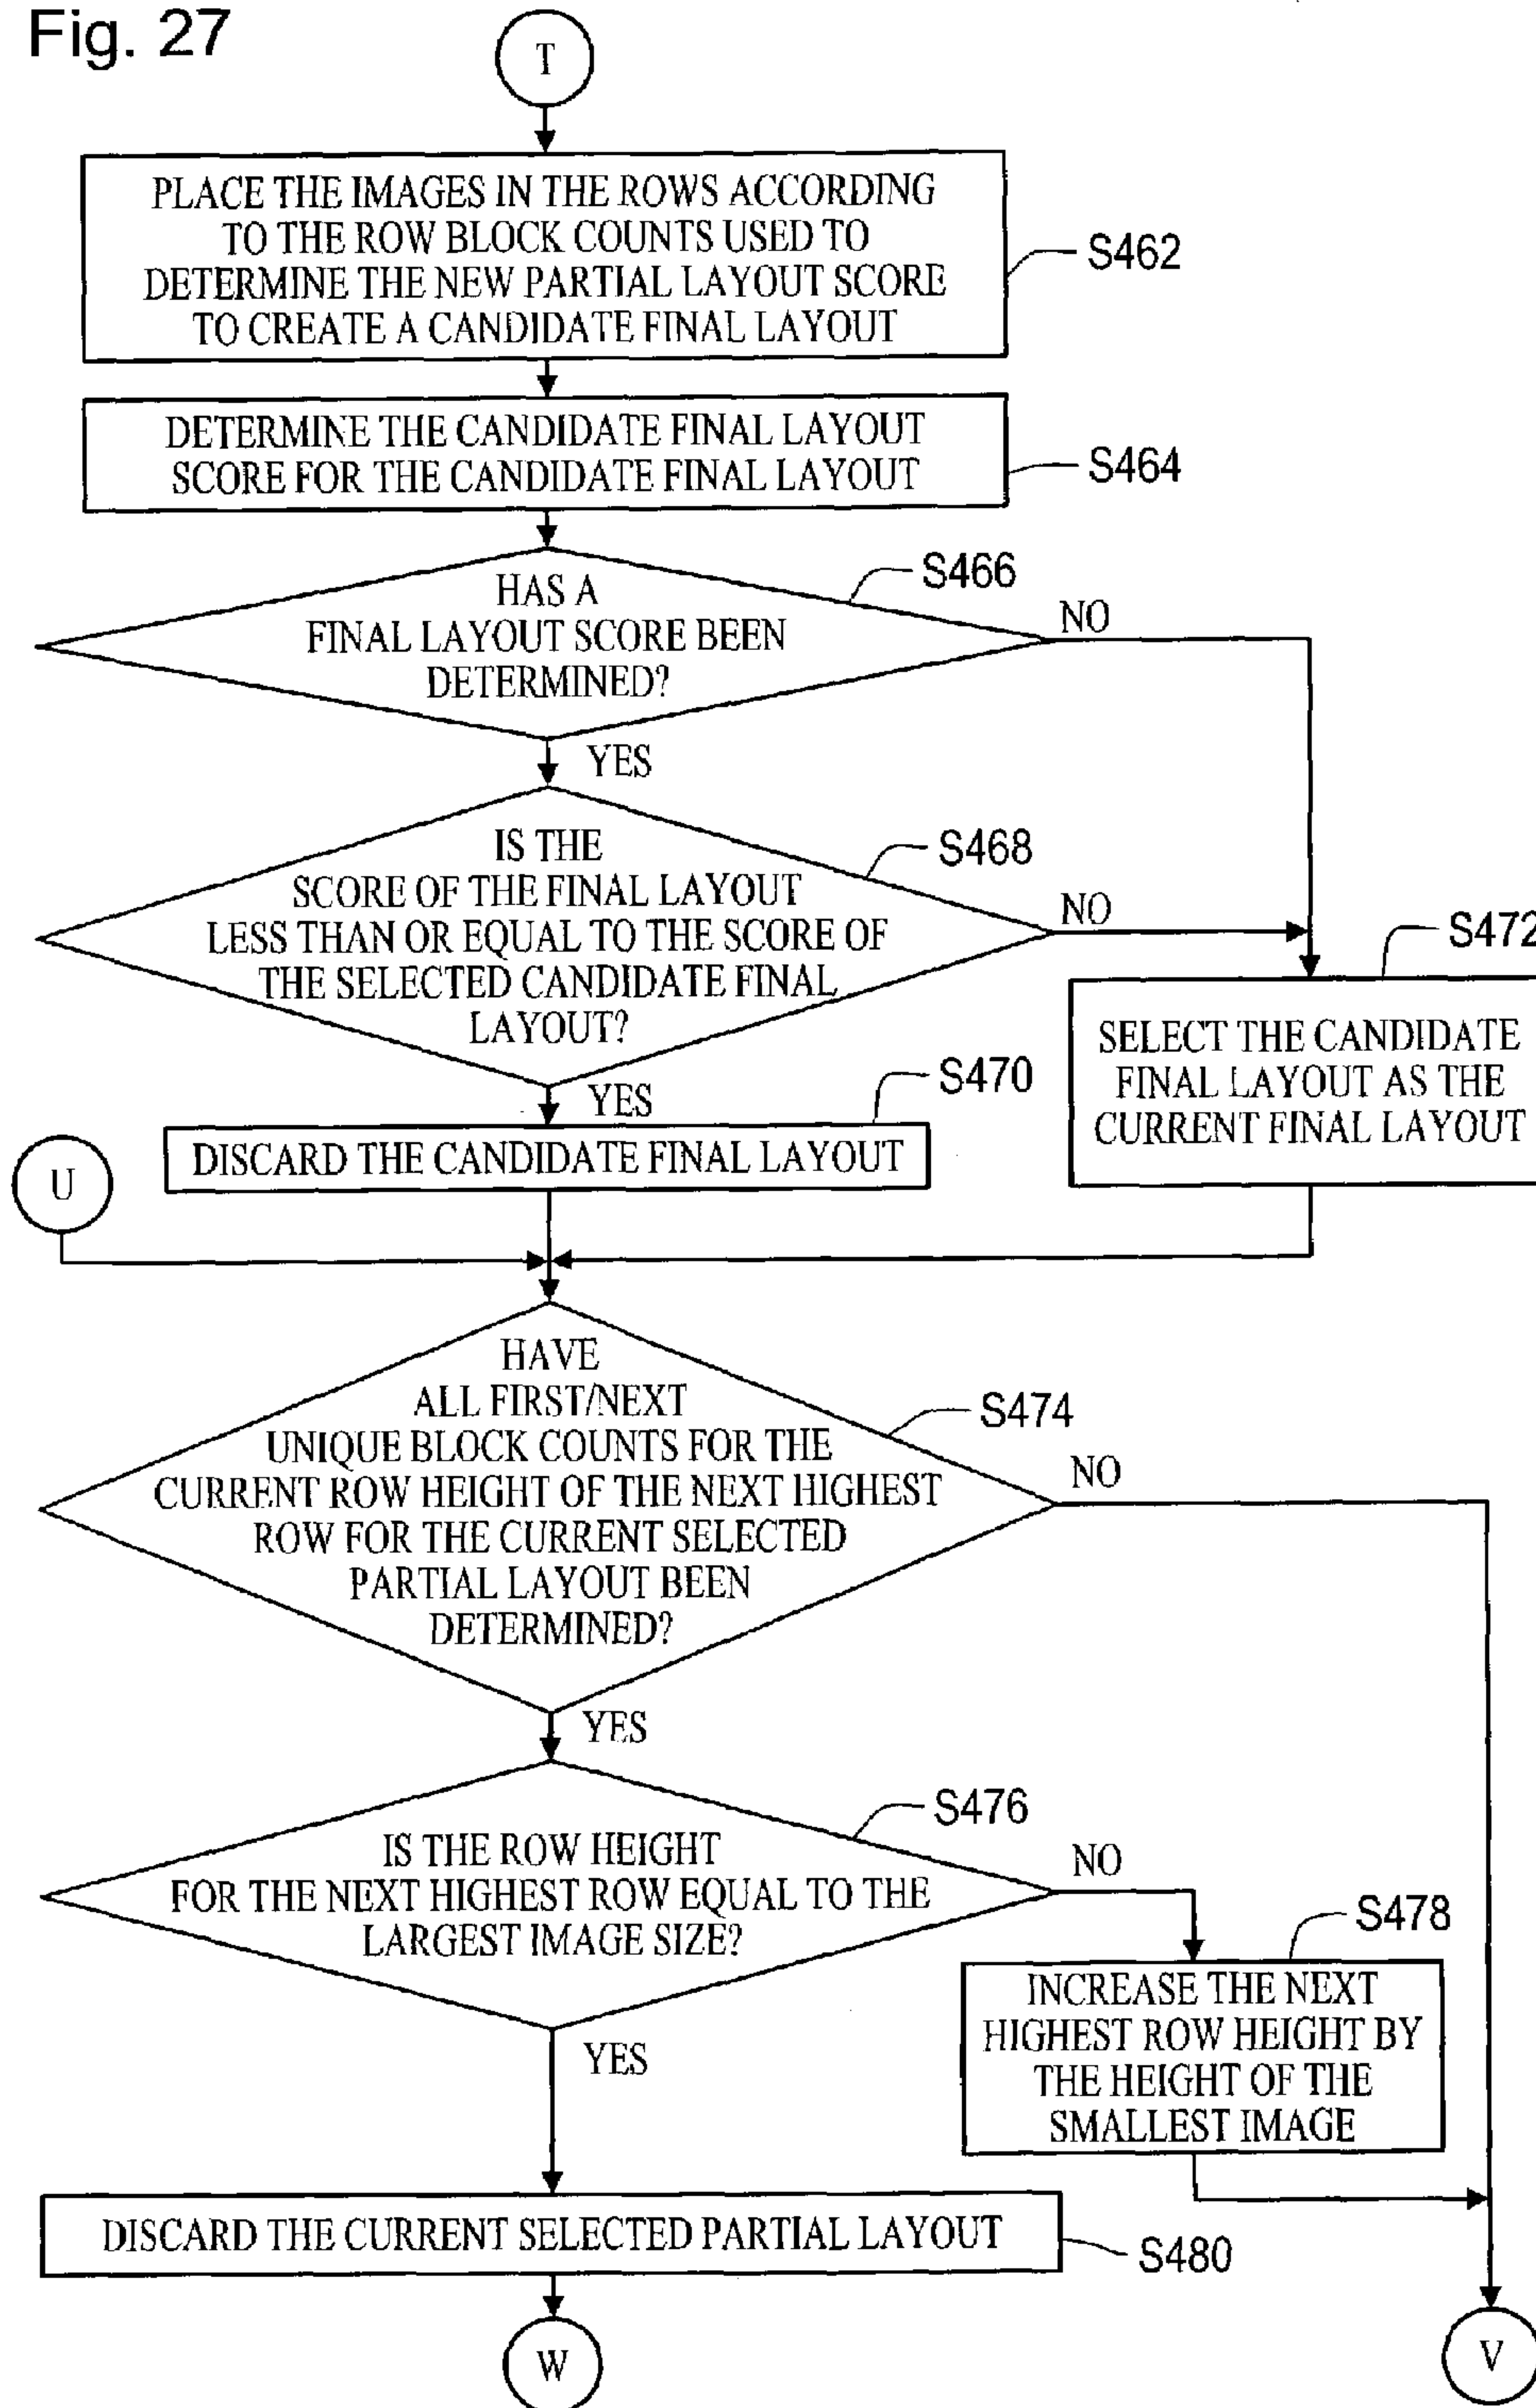 Fig. 27
T
PLACE THE IMAGES IN THE ROWS ACCORDING
TO THE ROW BLOCK COUNTS USED TO
DETERMINE THE NEW PARTIAL LAYOUT SCORE
TO CREATE A CANDIDATE FINAL LAYOUT
S462
DETERMINE THE CANDIDATE FINAL LAYOUT
SCORE FOR THE CANDIDATE FINAL LAYOUT
S464
HAS A
FINAL LAYOUT SCORE BEEN
DETERMINED?
S466
NO
YES
IS THE
SCORE OF THE FINAL LAYOUT
LESS THAN OR EQUAL TO THE SCORE OF
THE SELECTED CANDIDATE FINAL
LAYOUT?
S468
NO
S472
SELECT THE CANDIDATE
FINAL LAYOUT AS THE
CURRENT FINAL LAYOUT
YES
S470
DISCARD THE CANDIDATE FINAL LAYOUT
U
HAVE
ALL FIRST/NEXT
UNIQUE BLOCK COUNTS FOR THE
CURRENT ROW HEIGHT OF THE NEXT HIGHEST
ROW FOR THE CURRENT SELECTED
PARTIAL LAYOUT BEEN
DETERMINED?
S474
NO
YES
IS THE ROW HEIGHT
FOR THE NEXT HIGHEST ROW EQUAL TO THE
LARGEST IMAGE SIZE?
S476
NO
S478
INCREASE THE NEXT
HIGHEST ROW HEIGHT BY
THE HEIGHT OF THE
SMALLEST IMAGE
YES
DISCARD THE CURRENT SELECTED PARTIAL LAYOUT
S480
W
V